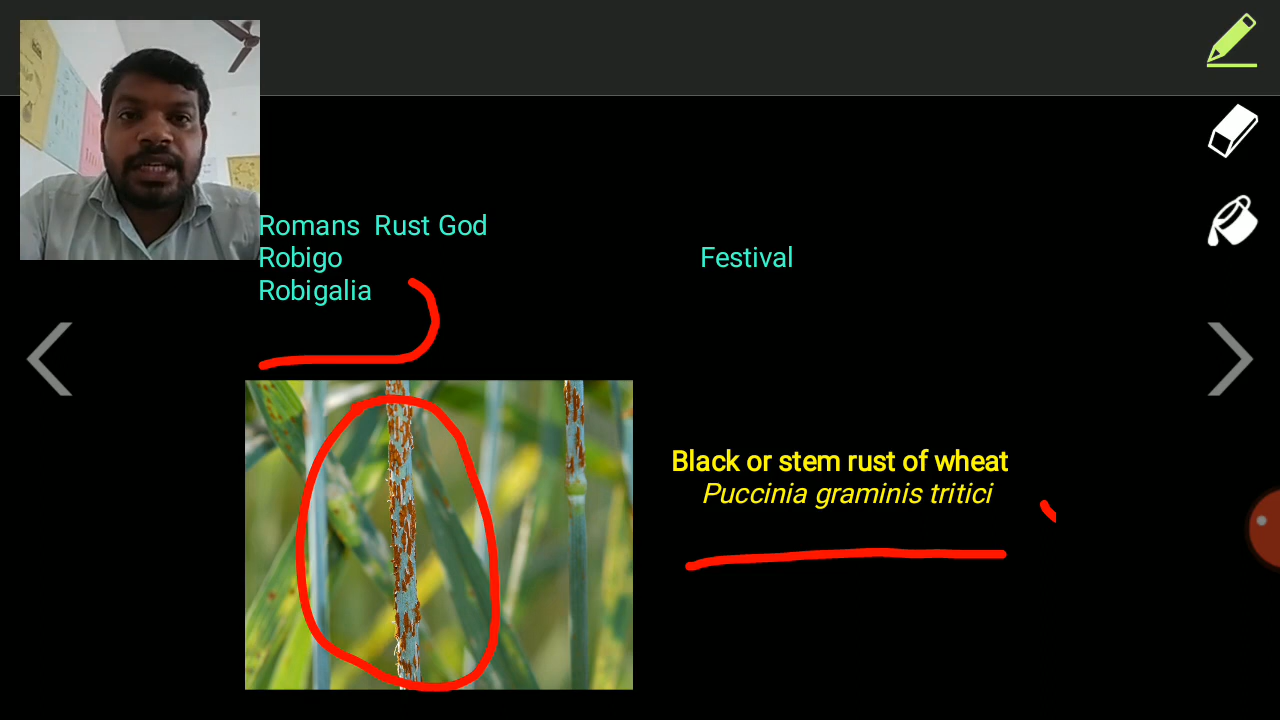 Romans  Rust God
Robigo
Festival
Robigalia
Black or stem rust of wheat
Puccinia graminis tritici